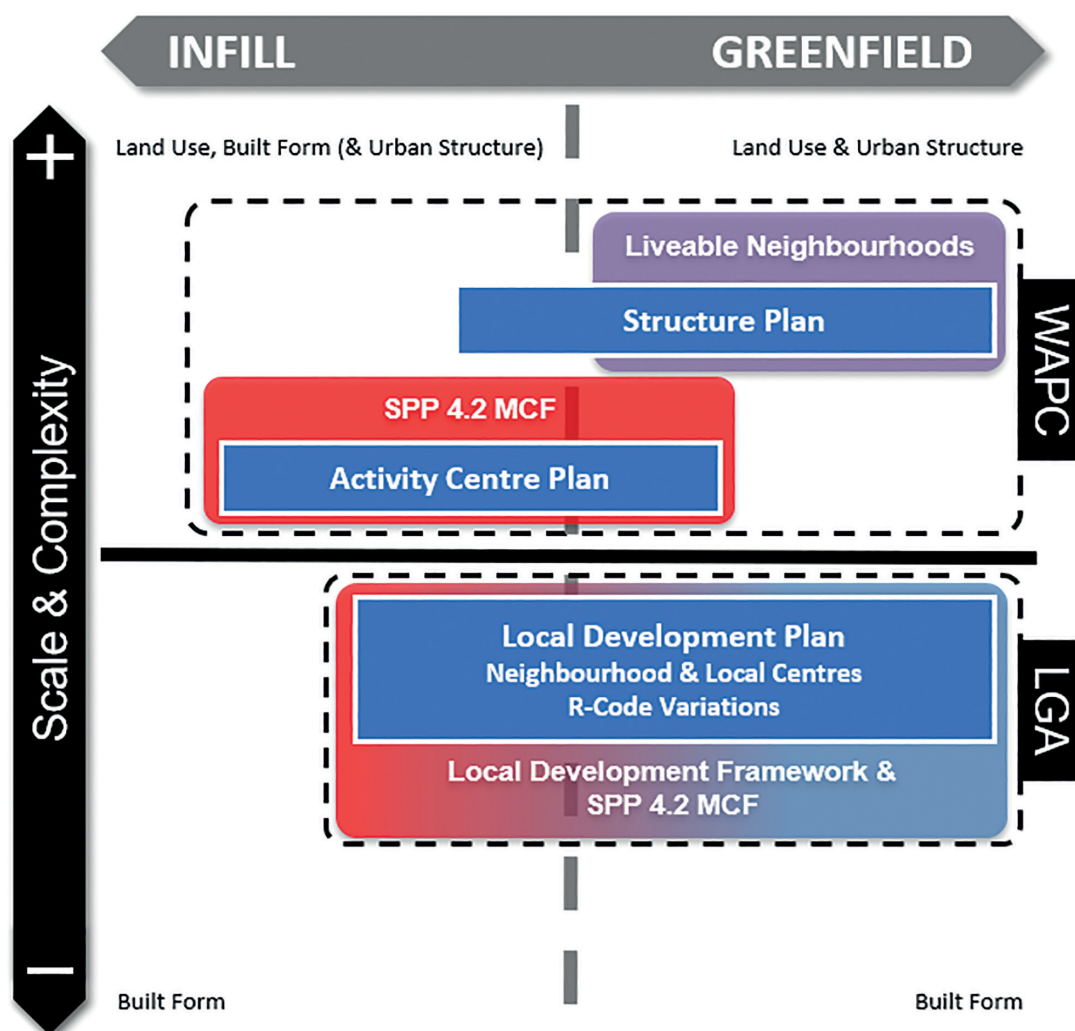 INFILL
GREENFIELD
+
Land Use, Built Form (& Urban Structure)
Land Use & Urban Structure
Liveable Neighbourhoods
Structure Plan
WAPC
SPP 4.2 MCF
Activity Centre Plan
Scale & Complexity
Local Development Plan
Neighbourhood & Local Centres
R-Code Variations
LGA
Local Development Framework &
SPP 4.2 MCF
–
Built Form
Built Form